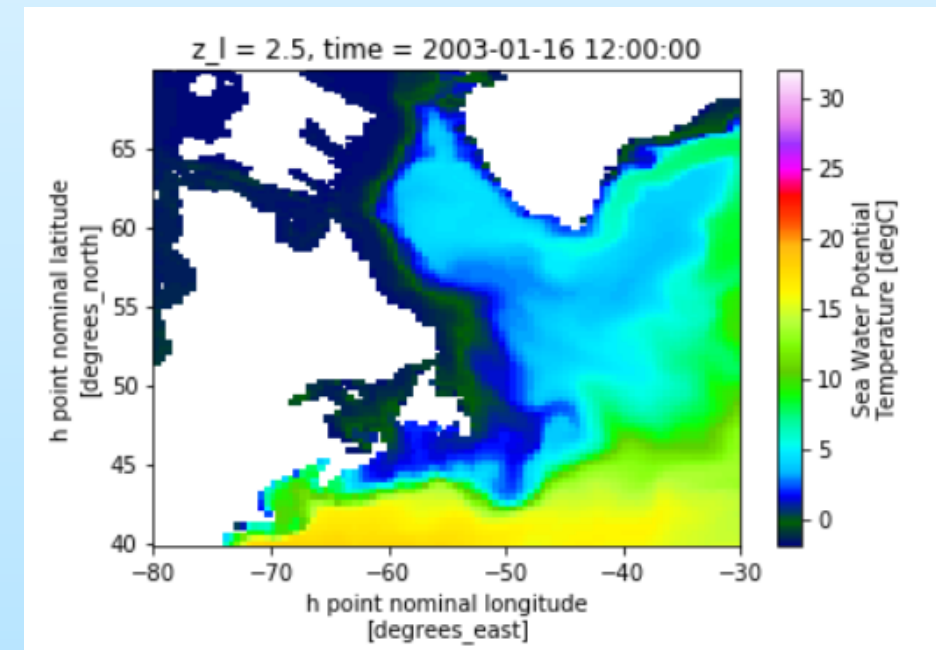 z_l = 2.5, time = 2003-01-16 12:00:00
65
60
55
50
45
40
h point nominal latitude
[degrees_north]
−80
−70
−60
−50
−40
−30
h point nominal longitude
[degrees_east]
30
25
20
15
10
5
0
Sea Water Potential
Temperature [degC]